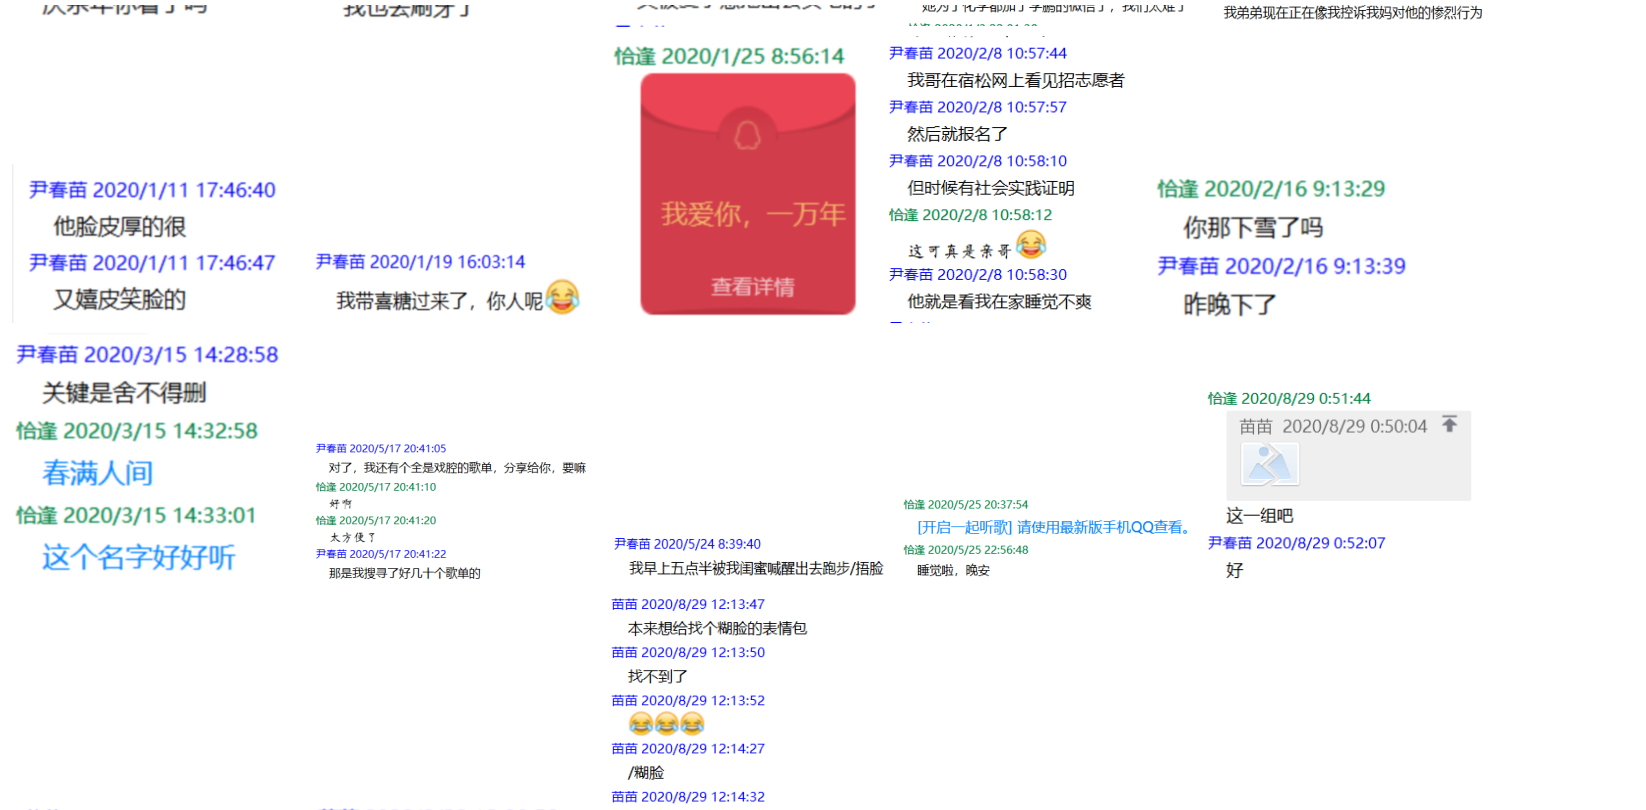 庆余年你看了吗
我也去刷牙了
我弟弟现在正在像我控诉我妈对他的惨烈行为
尹春苗 2020/1/11 17:46:40
他脸皮厚的很
尹春苗 2020/1/11 17:46:47
又嬉皮笑脸的
尹春苗 2020/1/19 16:03:14
我带喜糖过来了，你人呢
恰逢 2020/1/25 8:56:14
我爱你，一万年
查看详情
尹春苗 2020/2/8 10:57:44
我哥在宿松网上看见招志愿者
尹春苗 2020/2/8 10:57:57
然后就报名了
尹春苗 2020/2/8 10:58:10
但时候有社会实践证明
恰逢 2020/2/8 10:58:12
这可真是亲哥
尹春苗 2020/2/8 10:58:30
他就是看我在家睡觉不爽
恰逢 2020/2/16 9:13:29
你那下雪了吗
尹春苗 2020/2/16 9:13:39
昨晚下了
尹春苗 2020/3/15 14:28:58
关键是舍不得删
恰逢 2020/3/15 14:32:58
春满人间
恰逢 2020/3/15 14:33:01
这个名字好好听
尹春苗 2020/5/17 20:41:05
对了，我还有个全是戏腔的歌单，分享给你，要嘛
恰逢 2020/5/17 20:41:10
好啊
恰逢 2020/5/17 20:41:20
太方便了
尹春苗 2020/5/17 20:41:22
那是我搜寻了好几十个歌单的
尹春苗 2020/5/24 8:39:40
我早上五点半被我闺蜜喊醒出去跑步/捂脸
恰逢 2020/5/25 20:37:54
[开启一起听歌] 请使用最新版手机QQ查看。
恰逢 2020/5/25 22:56:48
睡觉啦，晚安
恰逢 2020/8/29 0:51:44
苗苗 2020/8/29 0:50:04
这一组吧
尹春苗 2020/8/29 0:52:07
好
苗苗 2020/8/29 12:13:47
本来想给找个糊脸的表情包
苗苗 2020/8/29 12:13:50
找不到了
苗苗 2020/8/29 12:13:52
苗苗 2020/8/29 12:14:27
/糊脸
苗苗 2020/8/29 12:14:32